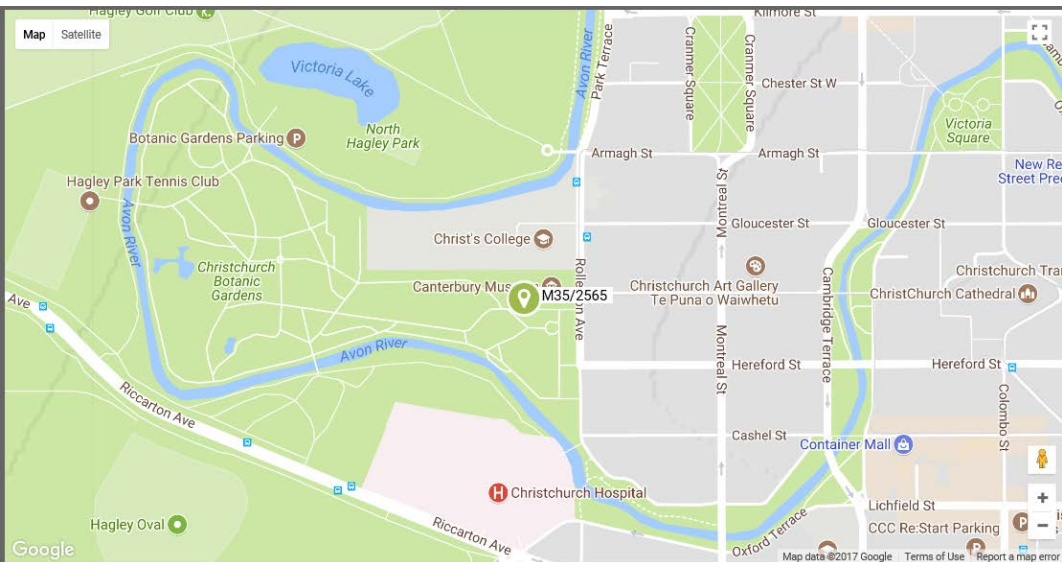 Hagley Golf Club
Kilmore St
Map Satellite
Victoria Lake
Avon River
Park Terrace
Cranmer Square
Cranmer Square
Chester St W
Botanic Gardens Parking P
North
Hagley Park
Armagh St
Armagh St
Victoria
Square
New Re
Street Prec
Hagley Park Tennis Club
Avon River
Montreal St
Gloucester St
Gloucester St
Christ's College
Christchurch
Botanic
Gardens
Rolleston Ave
Canterbury Mus
M35/2565
Christchurch Art Gallery
Te Puna o Waiwhetu
Christchurch Tra
ChristChurch Cathedral
Cambridge Terrace
Ave
Avon River
Montreal St
Hereford St
Hereford St
Riccarton Ave
Colombo St
Cashel St
Container Mall
H Christchurch Hospital
Lichfield St
Hagley Oval
Riccarton Ave
Oxford Terrace
CCC Re:Start Parking P
P
+
−
Google
Map data ©2017 Google Terms of Use Report a map error